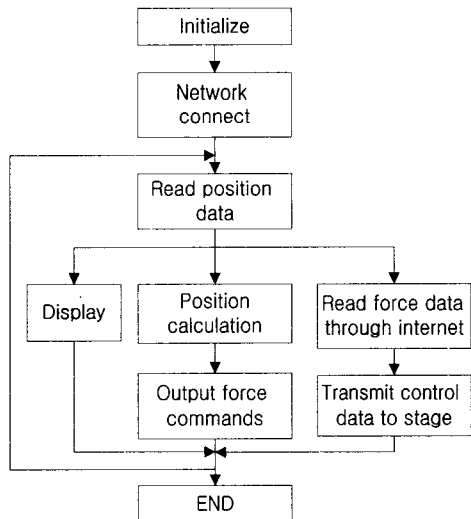 Initialize
Network
connect
Read position
data
Display
Position
calculation
Read force data
through internet
Output force
commands
Transmit control
data to stage
END